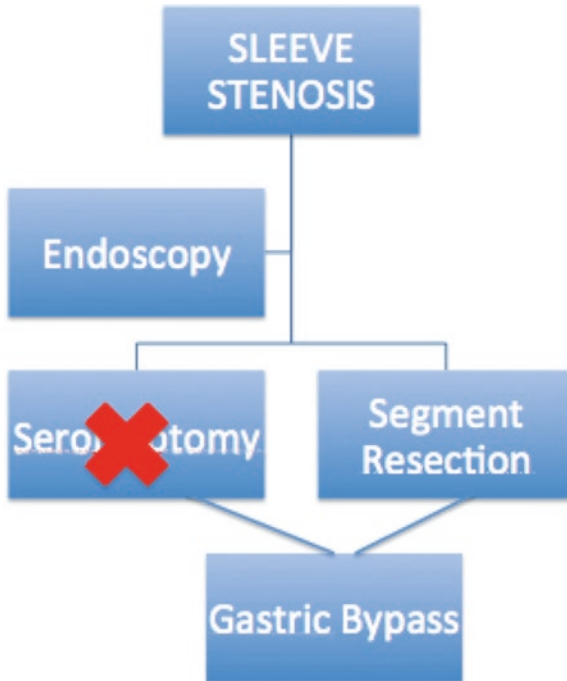 SLEEVE
STENOSIS
Endoscopy
Segment
Resection
Gastric Bypass